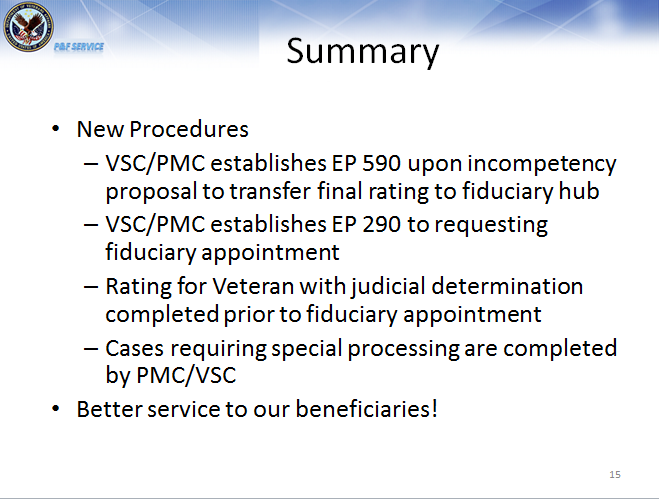 P&F SERVICE
Summary
• New Procedures
– VSC/PMC establishes EP 590 upon incompetency
proposal to transfer final rating to fiduciary hub
– VSC/PMC establishes EP 290 to requesting
fiduciary appointment
– Rating for Veteran with judicial determination
completed prior to fiduciary appointment
– Cases requiring special processing are completed
by PMC/VSC
• Better service to our beneficiaries!
15